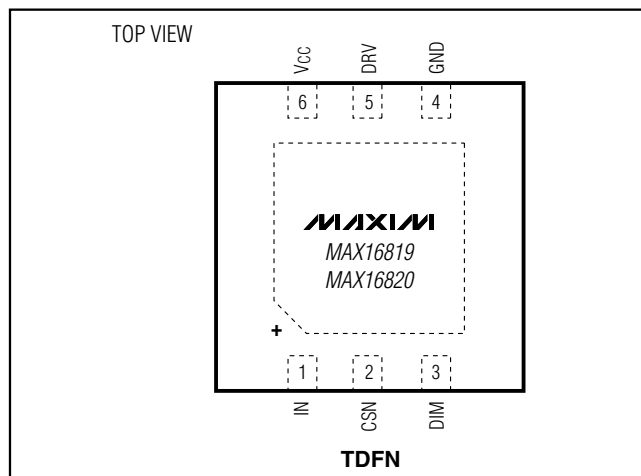 TOP VIEW
VCC DRV GND
6 5 4
MAXIM
MAX16819
MAX16820
+
1 2 3
IN CSN DIM
TDFN